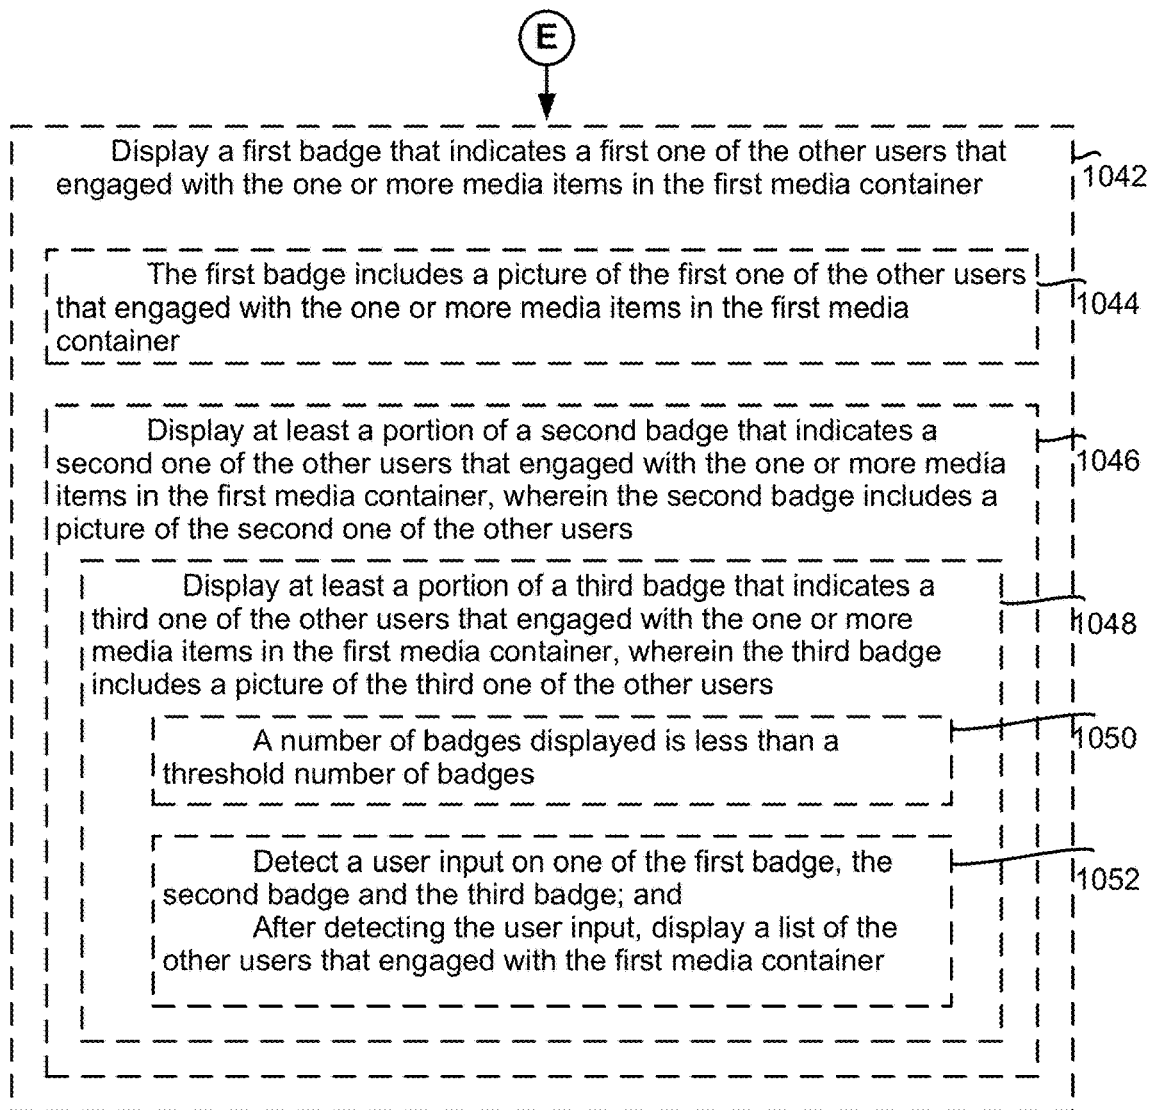 E
Display a first badge that indicates a first one of the other users that
engaged with the one or more media items in the first media container
1042
The first badge includes a picture of the first one of the other users
that engaged with the one or more media items in the first media
container
1044
Display at least a portion of a second badge that indicates a
second one of the other users that engaged with the one or more media
items in the first media container, wherein the second badge includes a
picture of the second one of the other users
1046
Display at least a portion of a third badge that indicates a
third one of the other users that engaged with the one or more
media items in the first media container, wherein the third badge
includes a picture of the third one of the other users
1048
A number of badges displayed is less than a
threshold number of badges
1050
Detect a user input on one of the first badge, the
second badge and the third badge; and
After detecting the user input, display a list of the
other users that engaged with the first media container
1052